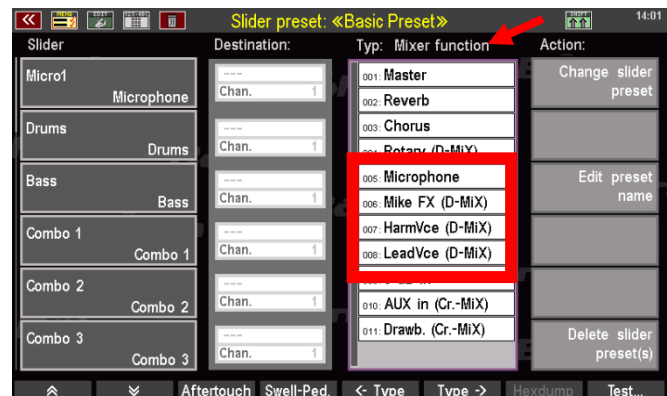 Slider preset: «Basic Preset»
14:01
Slider
Destination:
Typ: Mixer function
Action:
Micro1
Microphone
---
Chan. 1
Drums
Drums
---
Chan. 1
Bass
Bass
---
Chan. 1
Combo 1
Combo 1
---
Chan. 1
Combo 2
Combo 2
---
Chan. 1
Combo 3
Combo 3
---
Chan. 1
001: Master
002: Reverb
003: Chorus
004: Rotary (D-MiX)
005: Microphone
006: Mike FX (D-MiX)
007: HarmVce (D-MiX)
008: LeadVce (D-MiX)
010: AUX in (Cr.-MiX)
011: Drawb. (Cr.-MiX)
Change slider
preset
Edit preset
name
Delete slider
preset(s)
Aftertouch Swell-Ped. <- Type Type -> Hexdump Test...